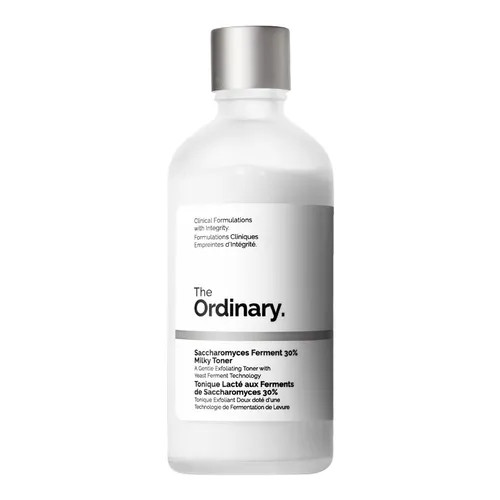 Clinical Formulations
with Integrity.
Formulations Cliniques
Empreintes d'Intégrité.
The
Ordinary.
Saccharomyces Ferment 30%
Milky Toner
A Gentle Exfoliating Toner with
Yeast Ferment Technology
Tonique Lacté aux Ferments
de Saccharomyces 30%
Tonique Exfoliant Doux doté d'une
Technologie de Fermentation de Levure